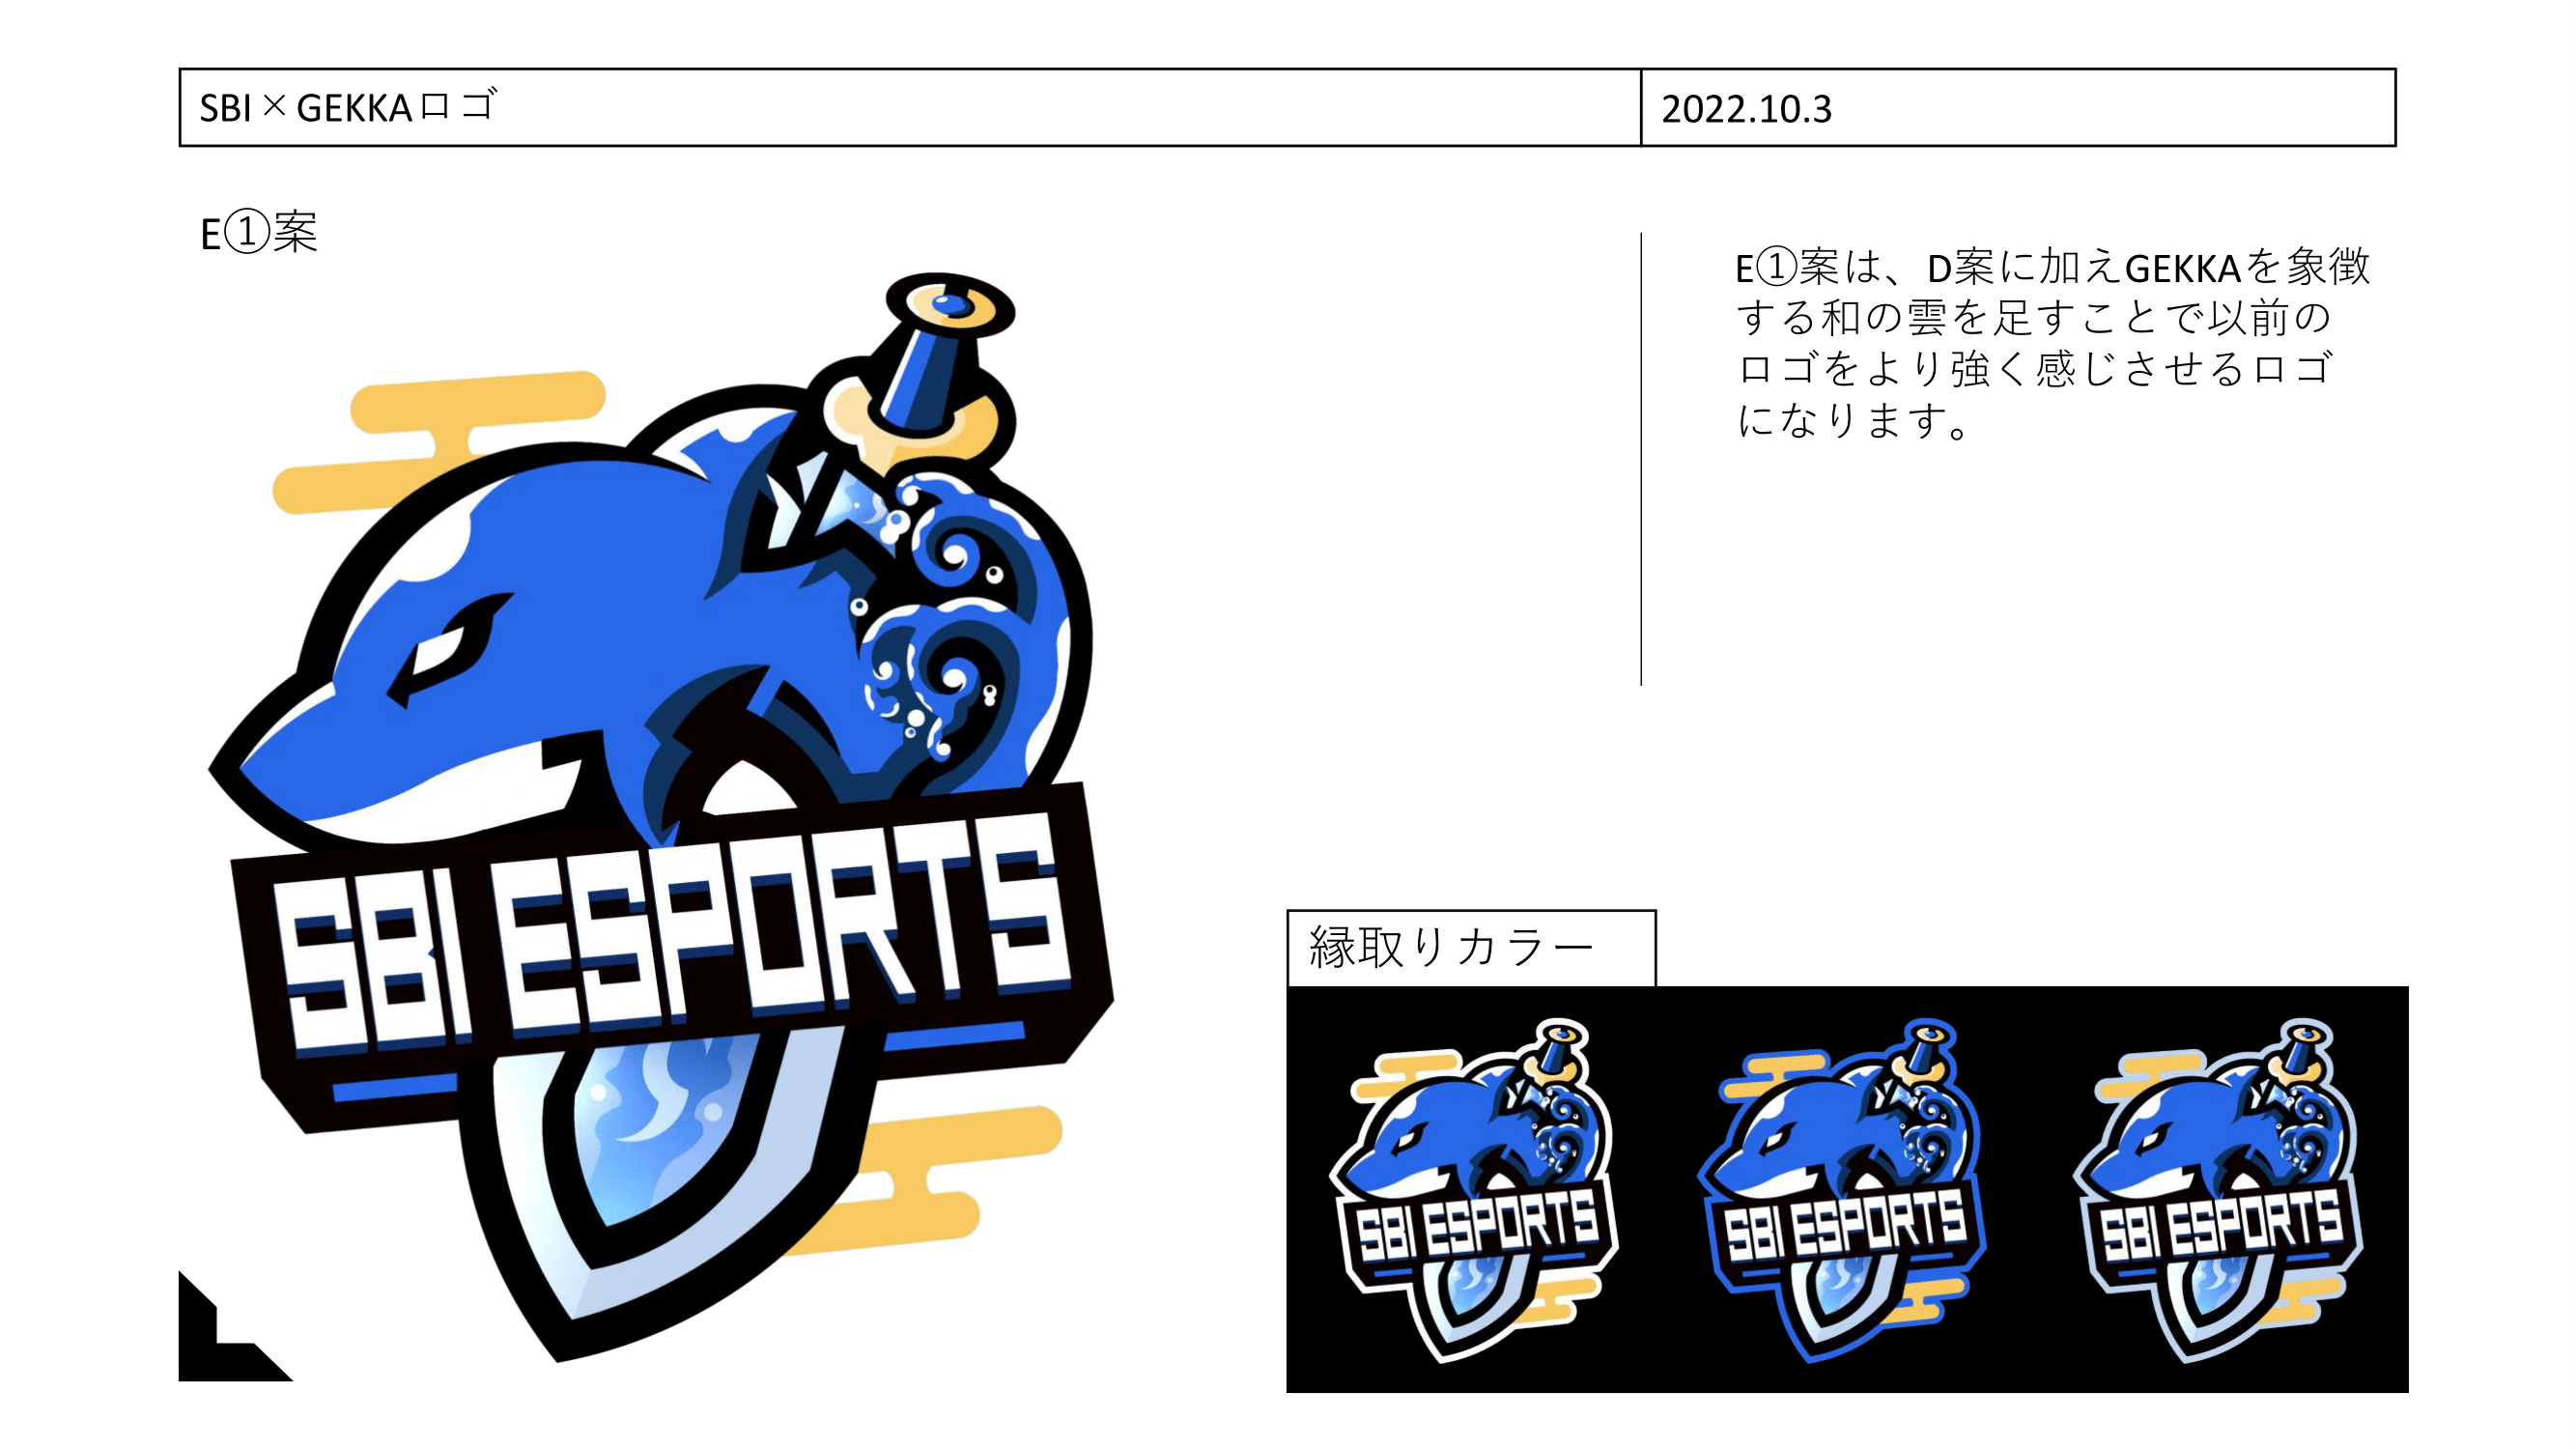 SBI×GEKKAロゴ
2022.10.3
E①案
E①案は、D案に加えGEKKAを象徴
する和の雲を足すことで以前の
ロゴをより強く感じさせるロゴ
になります。
SBI ESPORTS
縁取りカラー
SBI ESPORTS
SBI ESPORTS
SBI ESPORTS